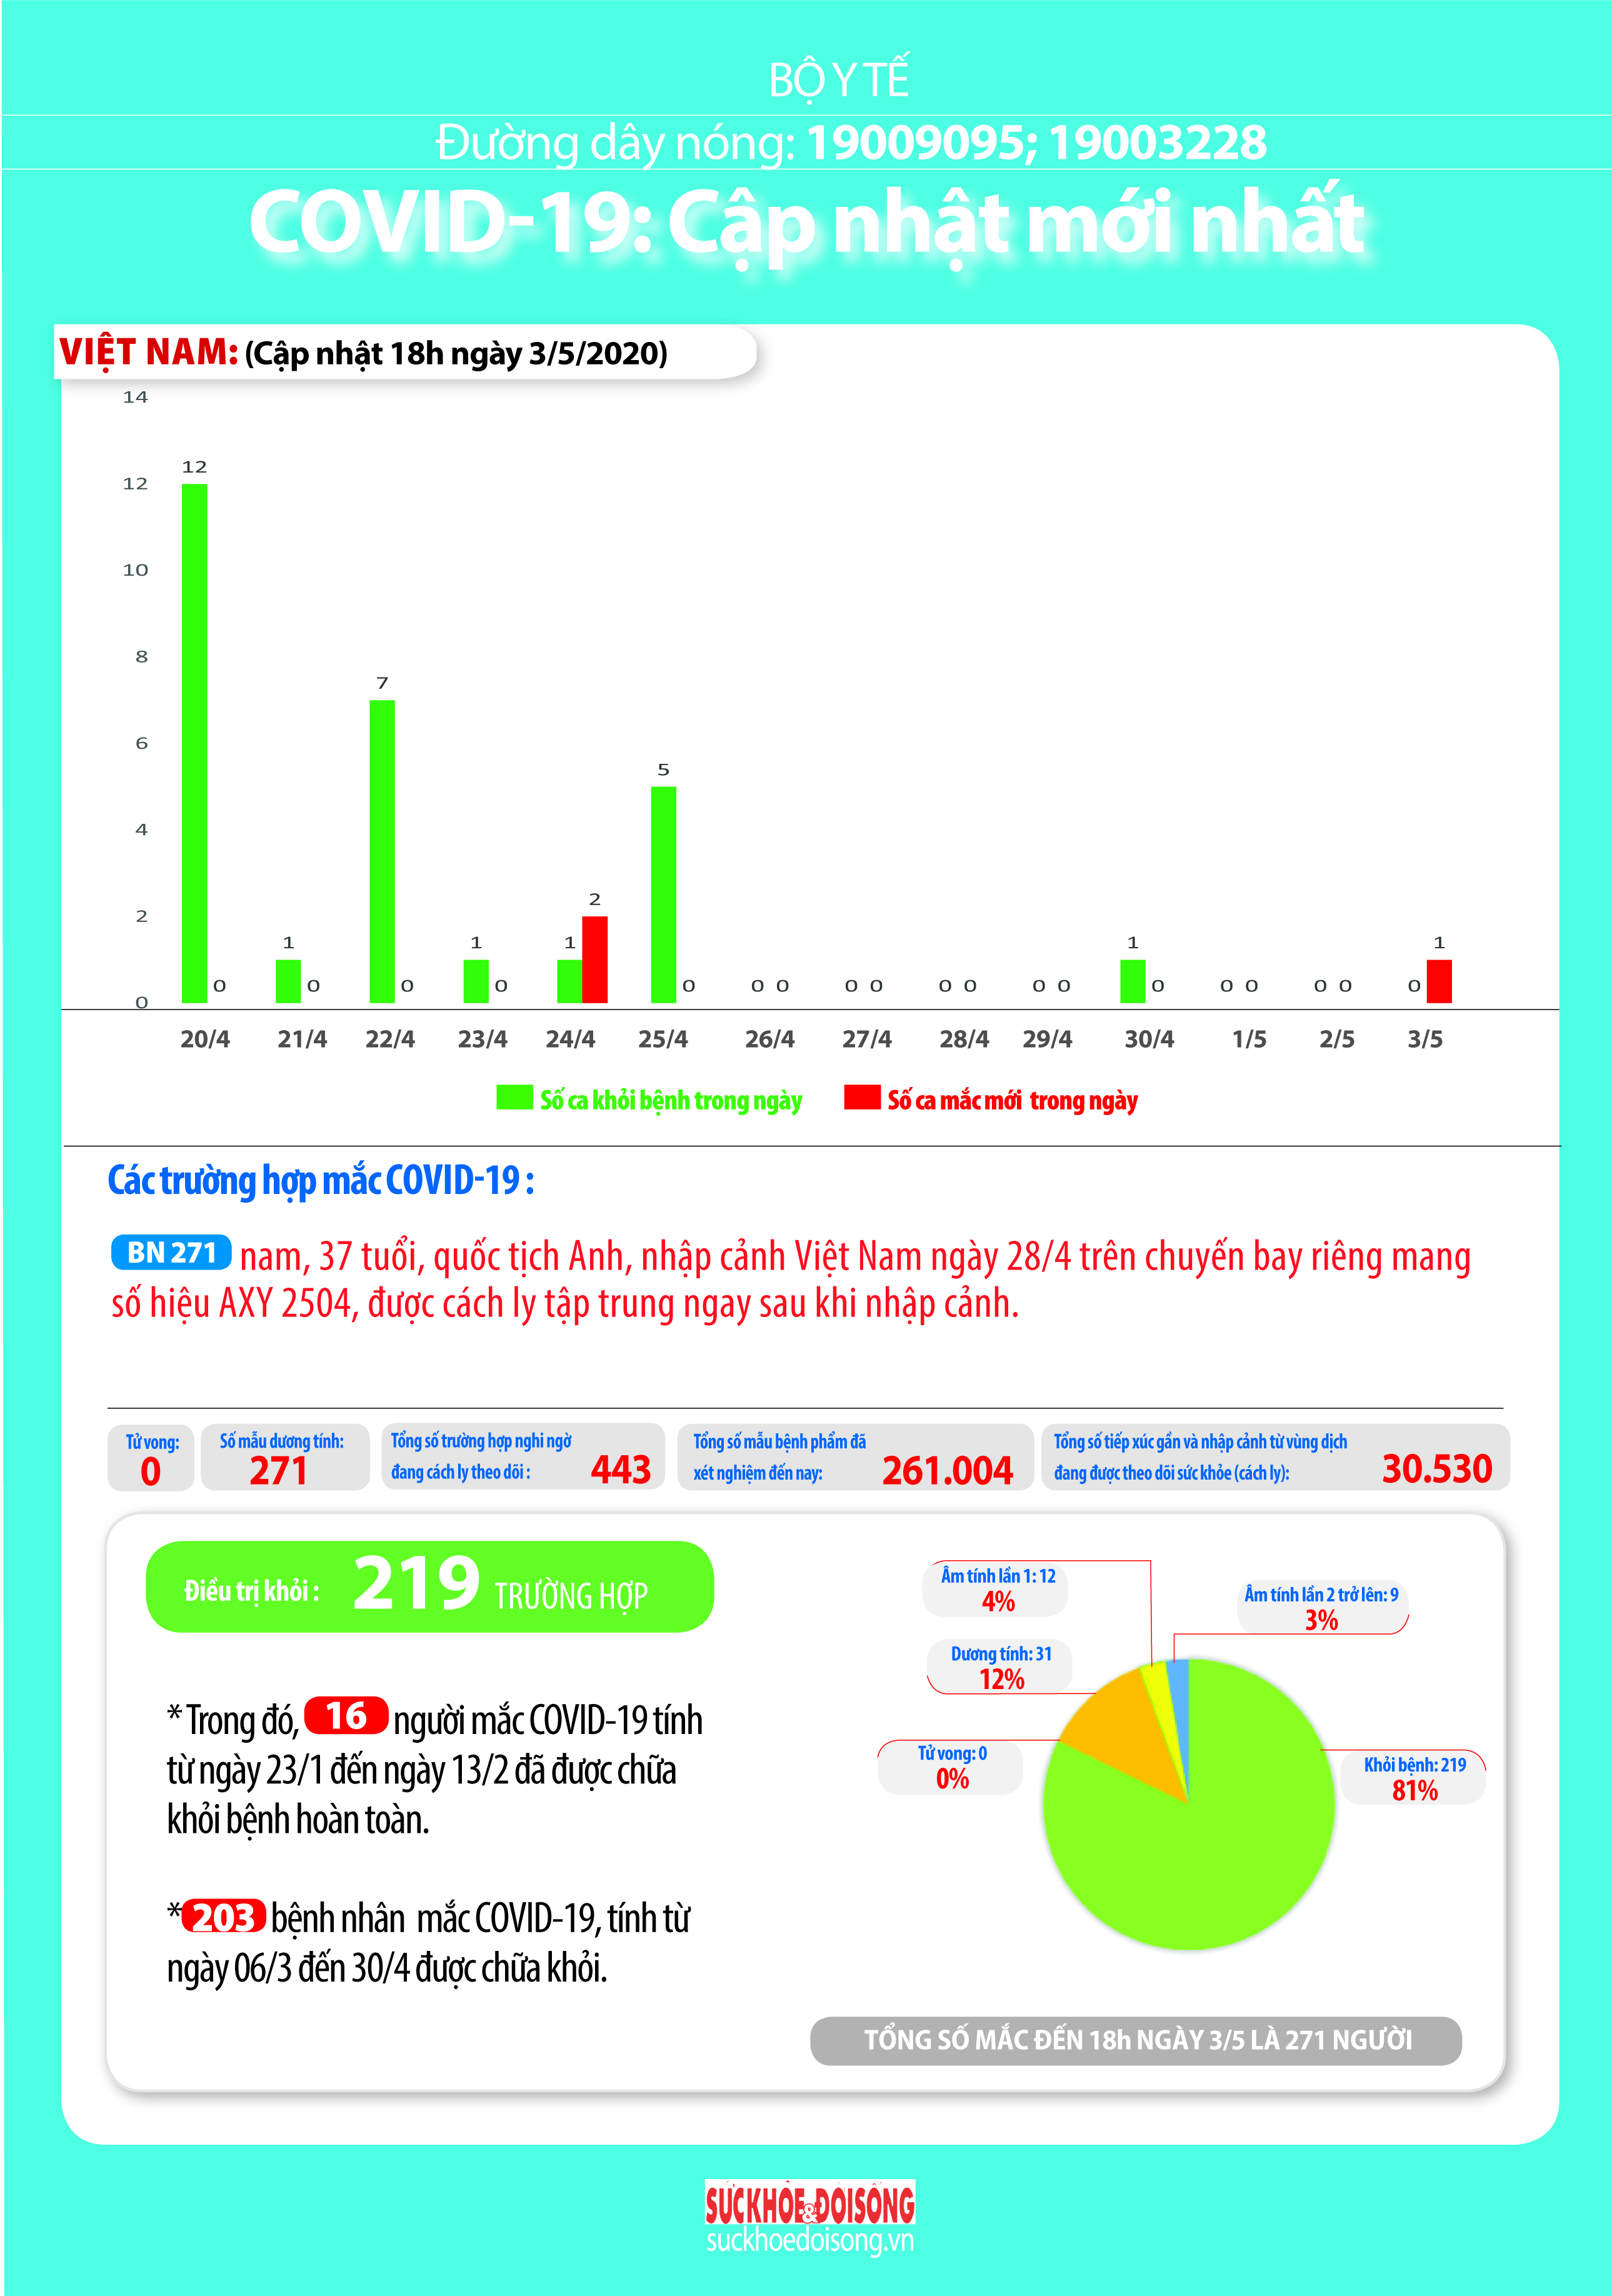 BỘ Y TẾ
Đường dây nóng: 19009095; 19003228
COVID-19: Cập nhật mới nhất
VIỆT NAM: (Cập nhật 18h ngày 3/5/2020)
14
12
10
8
6
4
2
0
12 0 1 0 7 0 1 0 1 2 5 0 0 0 0 0 0 0 0 0 1 0 0 0 0 0 0 1
20/4 21/4 22/4 23/4 24/4 25/4 26/4 27/4 28/4 29/4 30/4 1/5 2/5 3/5
Số ca khỏi bệnh trong ngày Số ca mắc mới trong ngày
Các trường hợp mắc COVID-19 :
BN 271 nam, 37 tuổi, quốc tịch Anh, nhập cảnh Việt Nam ngày 28/4 trên chuyến bay riêng mang
số hiệu AXY 2504, được cách ly tập trung ngay sau khi nhập cảnh.
Tử vong:
0
Số mẫu dương tính:
271
Tổng số trường hợp nghi ngờ
đang cách ly theo dõi : 443
Tổng số mẫu bệnh phẩm đã
xét nghiệm đến nay: 261.004
Tổng số tiếp xúc gần và nhập cảnh từ vùng dịch
đang được theo dõi sức khỏe (cách ly): 30.530
Điều trị khỏi : 219 TRƯỜNG HỢP
* Trong đó, 16 người mắc COVID-19 tính
từ ngày 23/1 đến ngày 13/2 đã được chữa
khỏi bệnh hoàn toàn.
* 203 bệnh nhân mắc COVID-19, tính từ
ngày 06/3 đến 30/4 được chữa khỏi.
Âm tính lần 1: 12
4%
Âm tính lần 2 trở lên: 9
3%
Dương tính: 31
12%
Tử vong: 0
0%
Khỏi bệnh: 219
81%
TỔNG SỐ MẮC ĐẾN 18h NGÀY 3/5 LÀ 271 NGƯỜI
SỨCKHỎE&ĐỜISỐNG
suckhoedoisong.vn